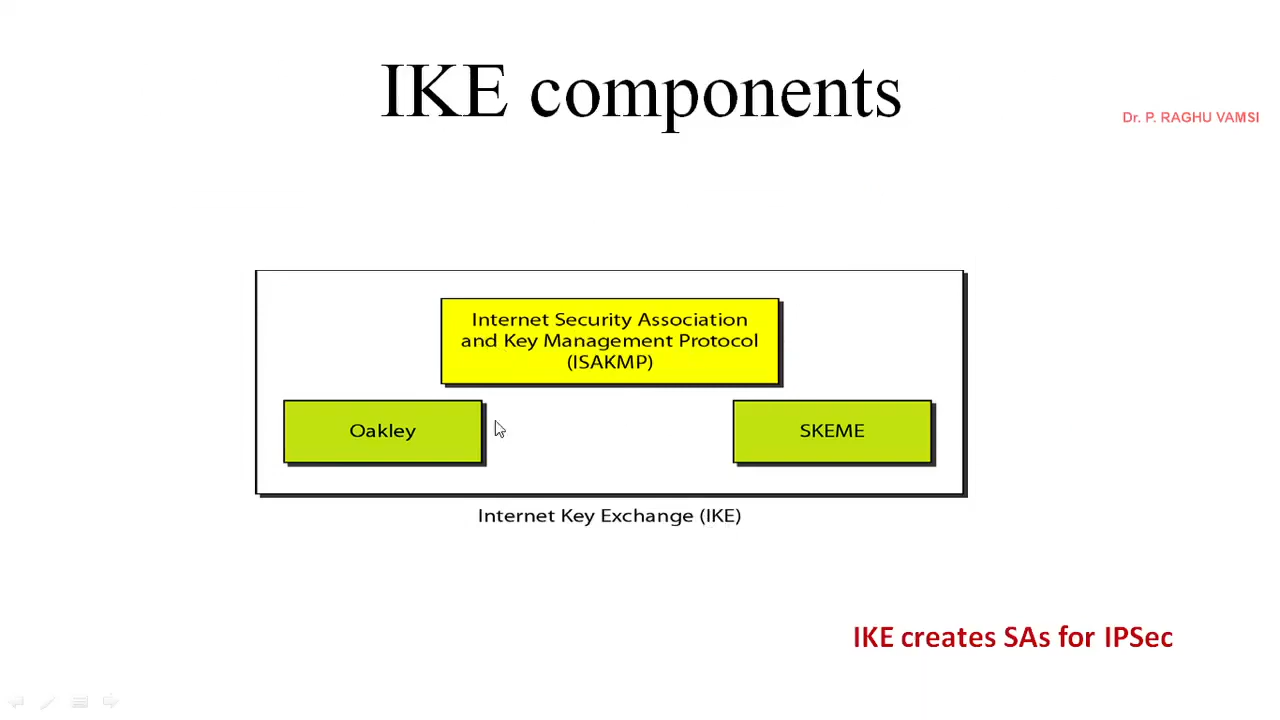 IKE components
Dr. P. RAGHU VAMSI
Internet Security Association
and Key Management Protocol
(ISAKMP)
Oakley
SKEME
Internet Key Exchange (IKE)
IKE creates SAs for IPSec